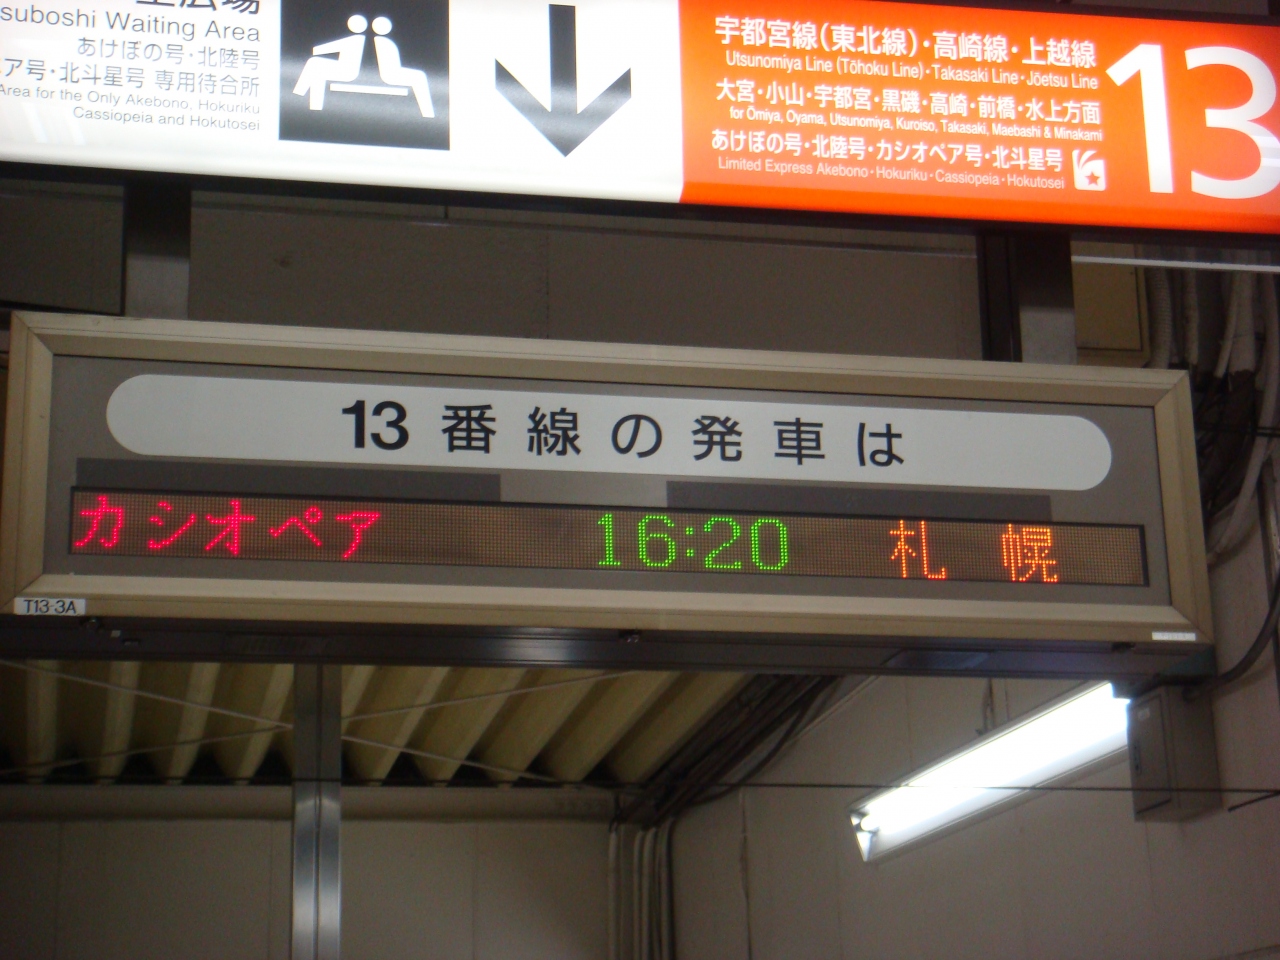 suboshi Waiting Area
あけぼの号・北陸号
ア号・北斗星号 専用待合所
Area for the Only Akebono, Hokuriku
Cassiopeia and Hokutosei
宇都宮線(東北線)・高崎線・上越線
Utsunomiya Line (Tōhoku Line)・Takasaki Line・Jōetsu Line
大宮・小山・宇都宮・黒磯・高崎・前橋・水上方面
for Ōmiya, Oyama, Utsunomiya, Kuroiso, Takasaki, Maebashi & Minakami
あけぼの号・北陸号・カシオペア号・北斗星号
Limited Express Akebono・Hokuriku・Cassiopeia・Hokutosei
13
13番線の発車は
カシオペア 16:20 札幌
T13-3A